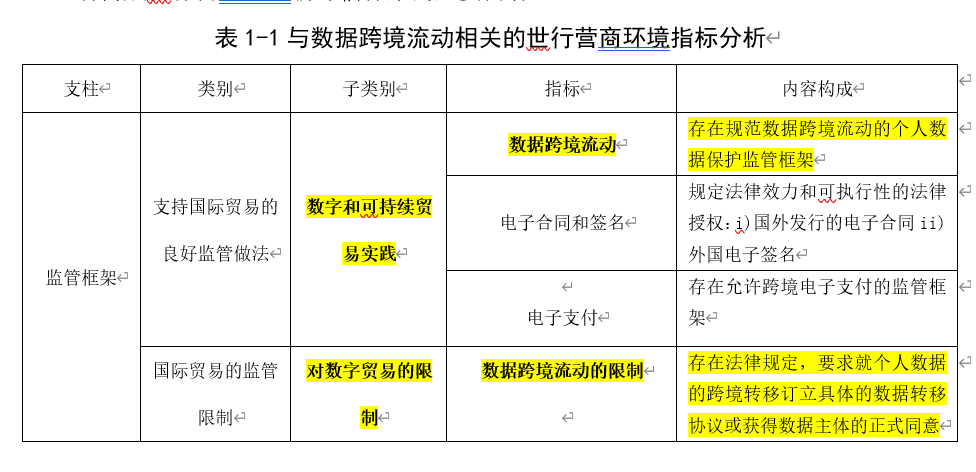 表 1-1 与数据跨境流动相关的世行营商环境指标分析
支柱
类别
子类别
指标
内容构成
监管框架
支持国际贸易的
良好监管做法
数字和可持续贸
易实践
数据跨境流动
存在规范数据跨境流动的个人数
据保护监管框架
电子合同和签名
规定法律效力和可执行性的法律
授权：i)国外发行的电子合同 ii)
外国电子签名
电子支付
存在允许跨境电子支付的监管框
架
国际贸易的监管
限制
对数字贸易的限
制
数据跨境流动的限制
存在法律规定，要求就个人数据
的跨境转移订立具体的数据转移
协议或获得数据主体的正式同意